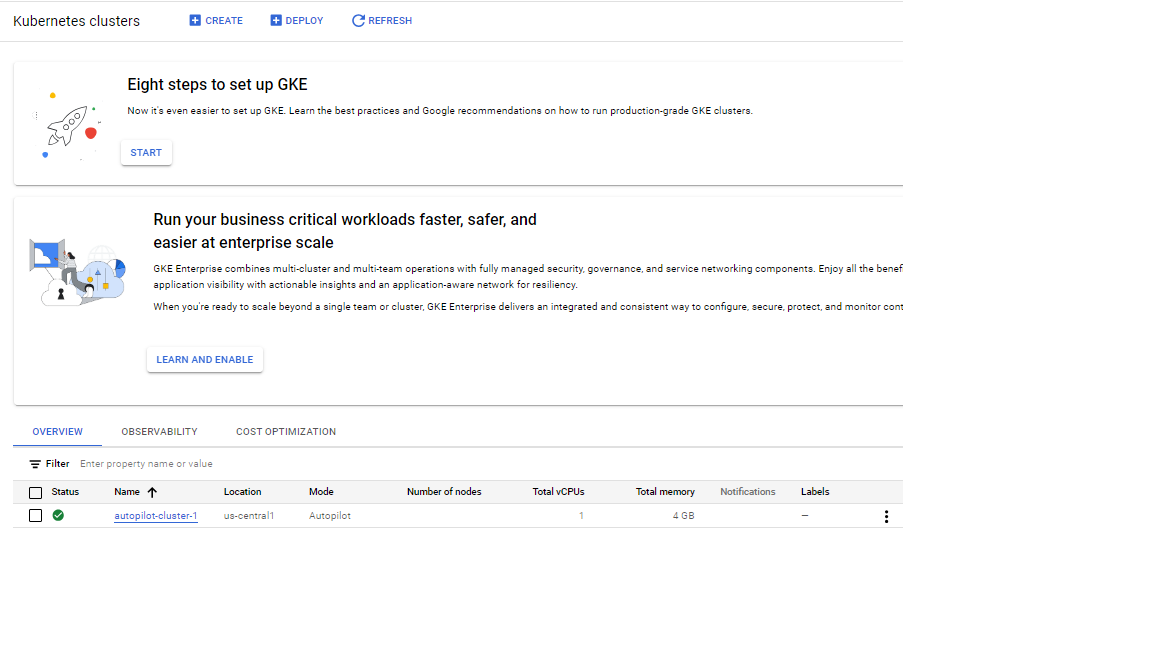 Kubernetes clusters CREATE DEPLOY REFRESH
Eight steps to set up GKE
Now it's even easier to set up GKE. Learn the best practices and Google recommendations on how to run production-grade GKE clusters.
START
Run your business critical workloads faster, safer, and
easier at enterprise scale
GKE Enterprise combines multi-cluster and multi-team operations with fully managed security, governance, and service networking components. Enjoy all the benef
application visibility with actionable insights and an application-aware network for resiliency.
When you're ready to scale beyond a single team or cluster, GKE Enterprise delivers an integrated and consistent way to configure, secure, protect, and monitor cont
LEARN AND ENABLE
OVERVIEW OBSERVABILITY COST OPTIMIZATION
Filter Enter property name or value
Status Name Location Mode Number of nodes Total vCPUs Total memory Notifications Labels
autopilot-cluster-1 us-central1 Autopilot 1 4 GB —